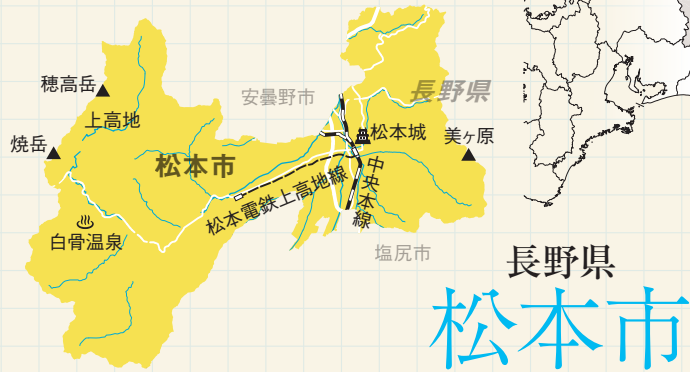 穂高岳
上高地
焼岳
松本市
白骨温泉
安曇野市
長野県
松本城
美ヶ原
松本電鉄上高地線
中央本線
塩尻市
長野県
松本市